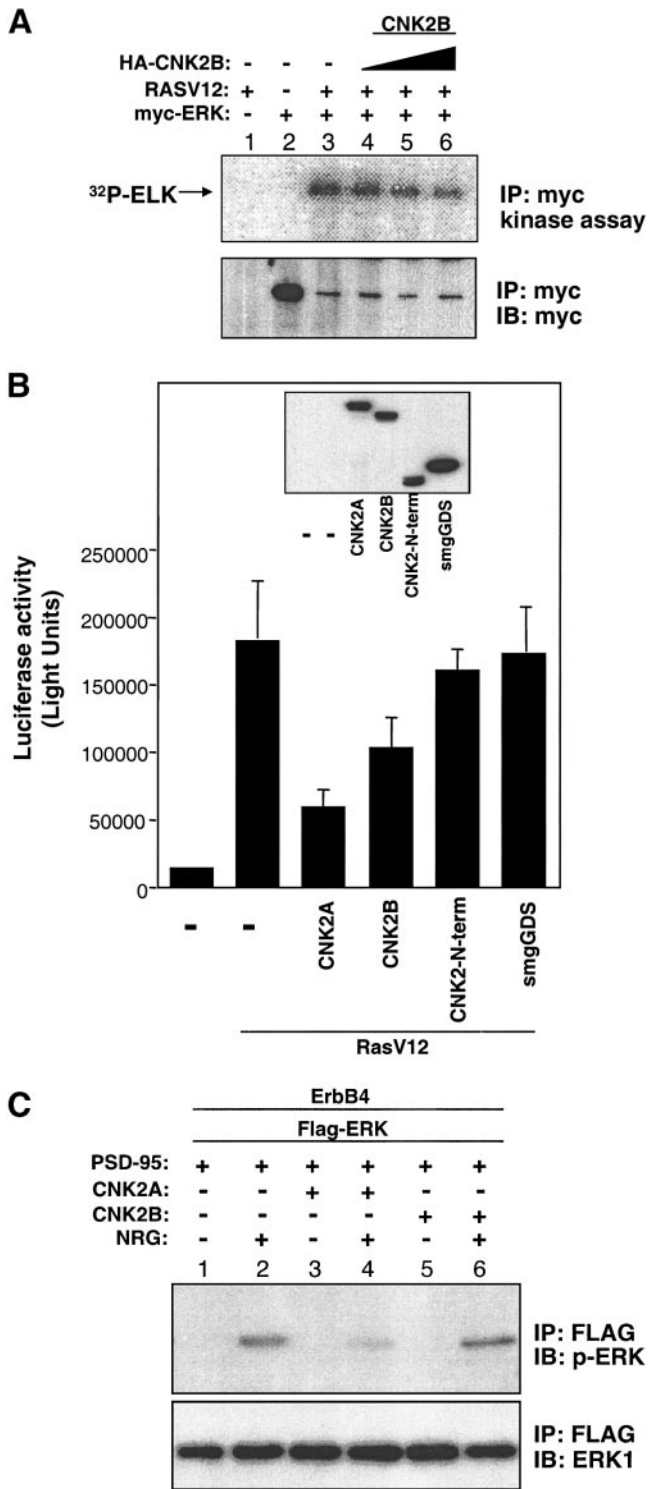 A
CNK2B
HA-CNK2B: - - -
RASV12: + - + + + +
myc-ERK: - + + + + +
1 2 3 4 5 6
³²P-ELK
IP: myc
kinase assay
IP: myc
IB: myc
B
- - CNK2A CNK2B CNK2-N-term smgGDS
Luciferase activity
(Light Units)
250000
200000
150000
100000
50000
0
- - CNK2A CNK2B CNK2-N-term smgGDS
RasV12
C
ErbB4
Flag-ERK
PSD-95: + + + + + +
CNK2A: - - + + - -
CNK2B: - - - - + +
NRG: - + - + - +
1 2 3 4 5 6
IP: FLAG
IB: p-ERK
IP: FLAG
IB: ERK1